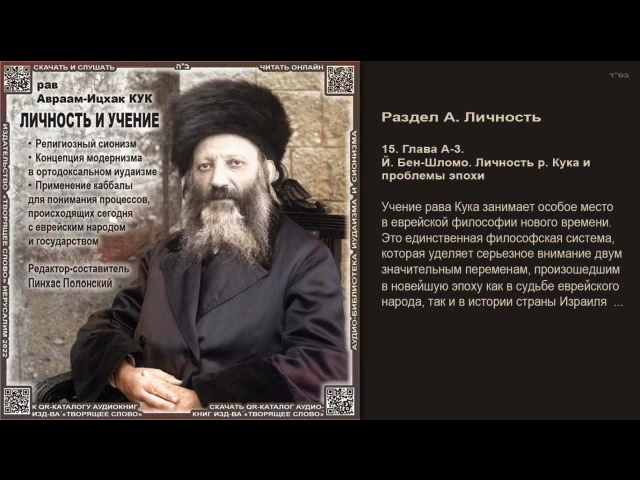 СКАЧАТЬ И СЛУШАТЬ
ב"ה
ЧИТАТЬ ОНЛАЙН
рав
Авраам-Ицхак КУК
ЛИЧНОСТЬ И УЧЕНИЕ
• Религиозный сионизм
• Концепция модернизма
в ортодоксальном иудаизме
• Применение каббалы
для понимания процессов,
происходящих сегодня
с еврейским народом
и государством
Редактор-составитель
Пинхас Полонский
ИЗДАТЕЛЬСТВО «ТВОРЯЩЕЕ СЛОВО» ИЕРУСАЛИМ 2022
АУДИО-БИБЛИОТЕКА ИУДАИЗМА И СИОНИЗМА
К QR-КАТАЛОГУ АУДИОКНИГ
ИЗД-ВА «ТВОРЯЩЕЕ СЛОВО»
СКАЧАТЬ QR-КАТАЛОГ АУДИО-
КНИГ ИЗД-ВА «ТВОРЯЩЕЕ СЛОВО»
בס"ד
Раздел А. Личность
15. Глава А-3.
Й. Бен-Шломо. Личность р. Кука и
проблемы эпохи
Учение рава Кука занимает особое место
в еврейской философии нового времени.
Это единственная философская система,
которая уделяет серьезное внимание двум
значительным переменам, произошедшим
в новейшую эпоху как в судьбе еврейского
народа, так и в истории страны Израиля ...